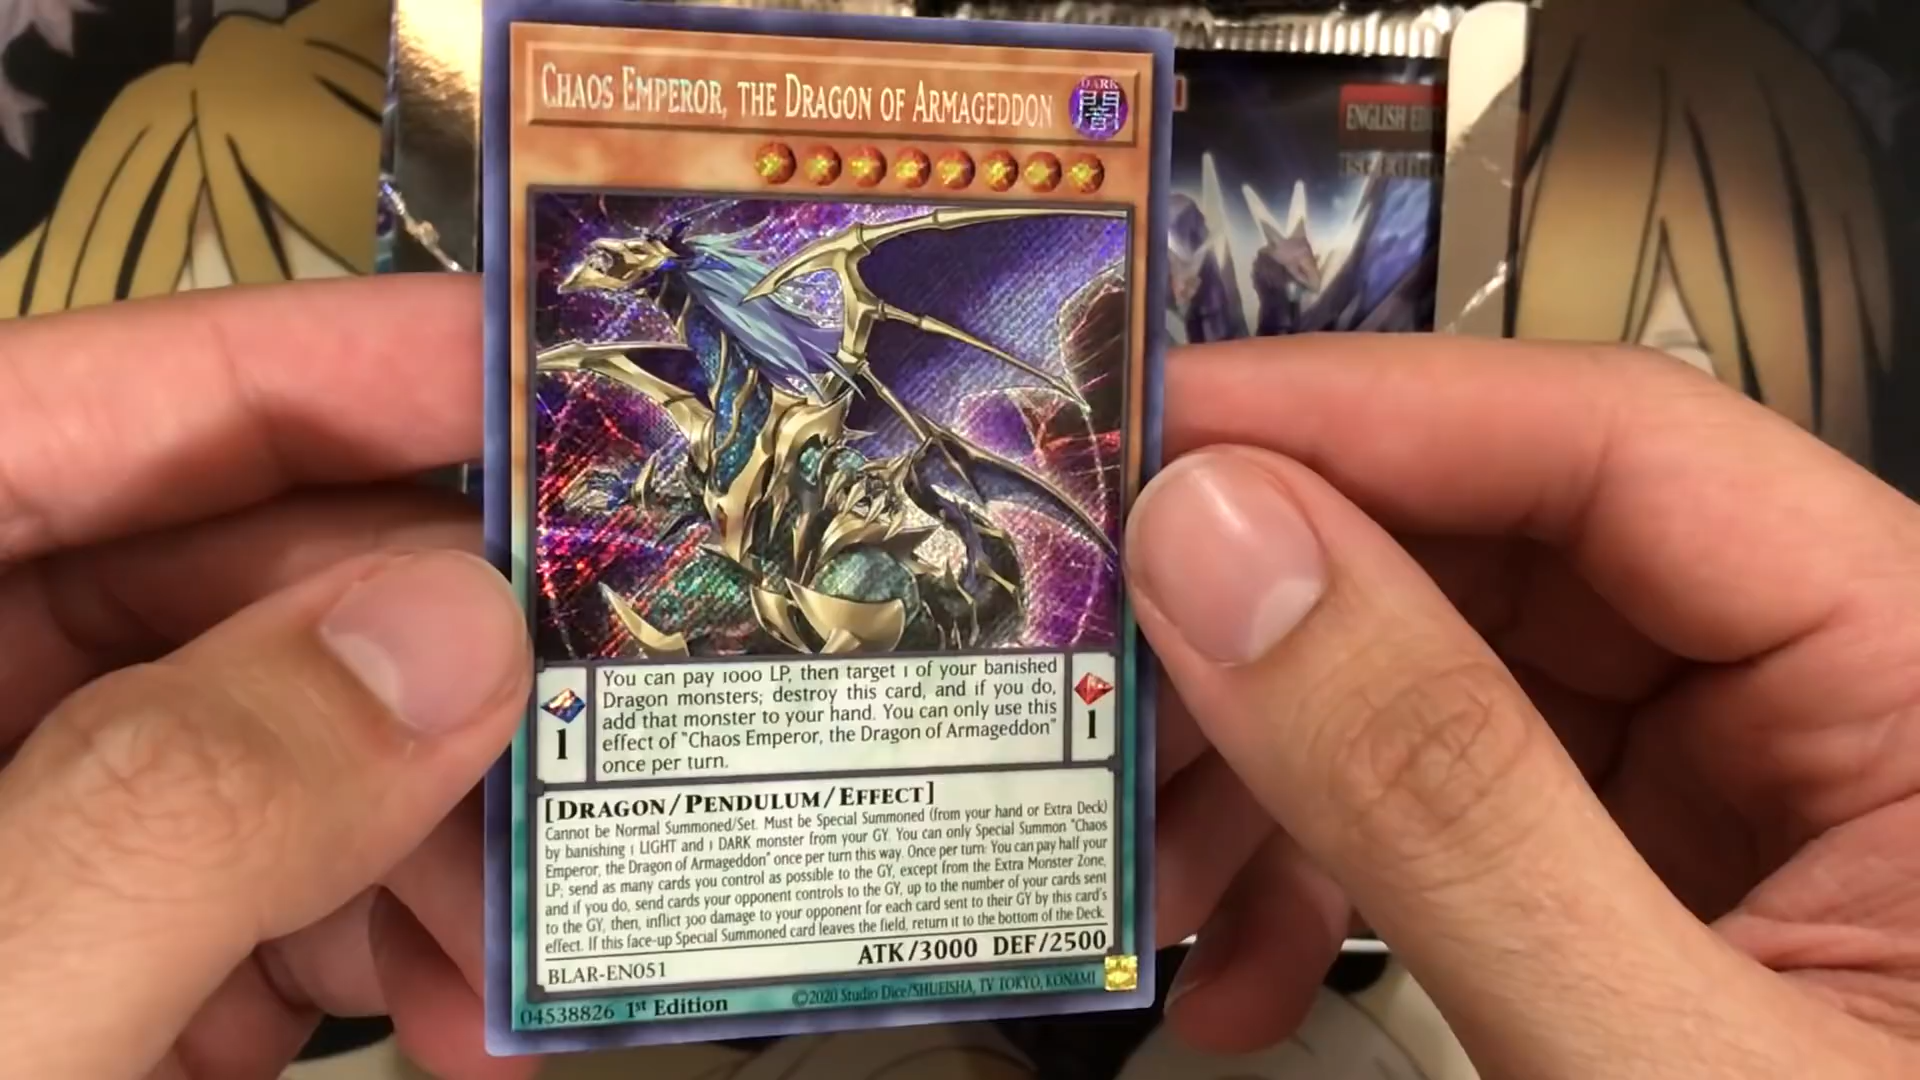 CHAOS EMPEROR, THE DRAGON OF ARMAGEDDON
DARK
闇
ENGLISH
1st Editi
You can pay 1000 LP, then target 1 of your banished
Dragon monsters; destroy this card, and if you do,
add that monster to your hand. You can only use this
effect of "Chaos Emperor, the Dragon of Armageddon"
once per turn.
1
1
[DRAGON/PENDULUM/EFFECT]
Cannot be Normal Summoned/Set. Must be Special Summoned (from your hand or Extra Deck)
by banishing 1 LIGHT and 1 DARK monster from your GY. You can only Special Summon "Chaos
Emperor, the Dragon of Armageddon" once per turn this way. Once per turn: You can pay half your
LP; send as many cards you control as possible to the GY, except from the Extra Monster Zone,
and if you do, send cards your opponent controls to the GY, up to the number of your cards sent
to the GY, then, inflict 300 damage to your opponent for each card sent to their GY by this card's
effect. If this face-up Special Summoned card leaves the field, return it to the bottom of the Deck.
ATK/3000 DEF/2500
BLAR-EN051
04538826 1st Edition
©2020 Studio Dice/SHUEISHA, TV TOKYO, KONAMI